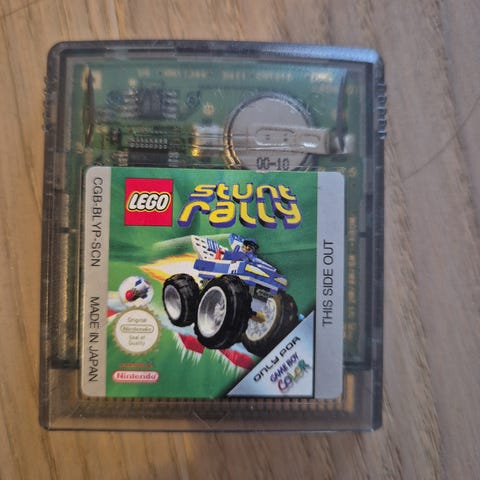 00-10
LEGO
stunt
rally
CGB-BLYP-SCN
MADE IN JAPAN
THIS SIDE OUT
Original
Nintendo
Seal of
Quality
Nintendo
ONLY FOR
GAME BOY
COLOR